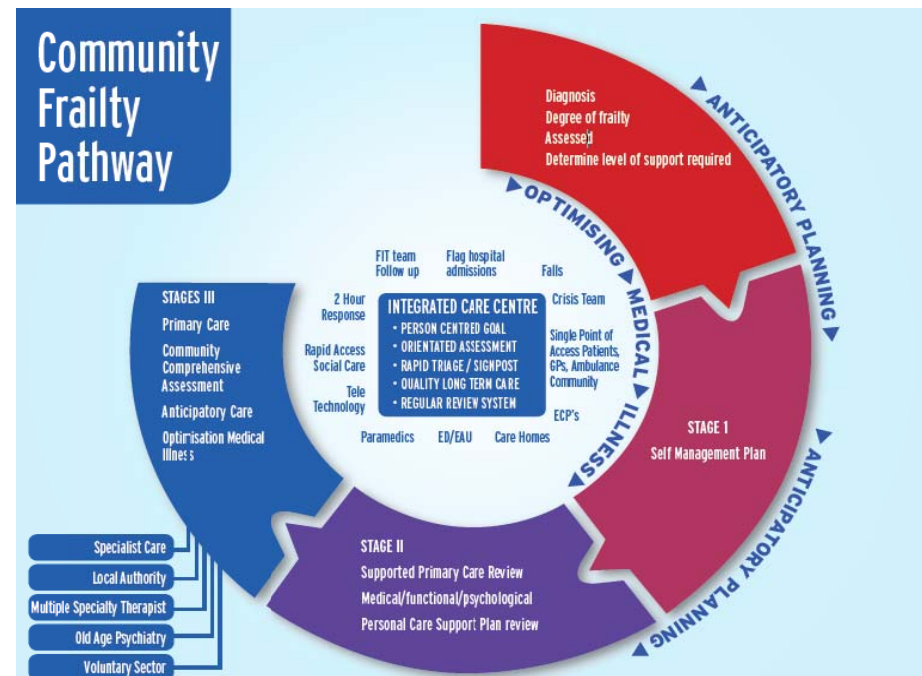 Community
Frailty
Pathway
Diagnosis
Degree of frailty
Assessed
Determine level of support required
ANTICIPATORY PLANNING
OPTIMISING MEDICAL ILLNESS
STAGE 1
Self Management Plan
ANTICIPATORY PLANNING
STAGE II
Supported Primary Care Review
Medical/functional/psychological
Personal Care Support Plan review
STAGES III
Primary Care
Community
Comprehensive
Assessment
Anticipatory Care
Optimisation Medical
Illness
Specialist Care
Local Authority
Multiple Specialty Therapist
Old Age Psychiatry
Voluntary Sector
FIT team
Follow up
Flag hospital
admissions
Falls
2 Hour
Response
Crisis Team
Rapid Access
Social Care
Single Point of
Access Patients,
GPs, Ambulance
Community
Tele
Technology
ECP's
Paramedics
ED/EAU
Care Homes
INTEGRATED CARE CENTRE
• PERSON CENTRED GOAL
• ORIENTATED ASSESSMENT
• RAPID TRIAGE / SIGNPOST
• QUALITY LONG TERM CARE
• REGULAR REVIEW SYSTEM